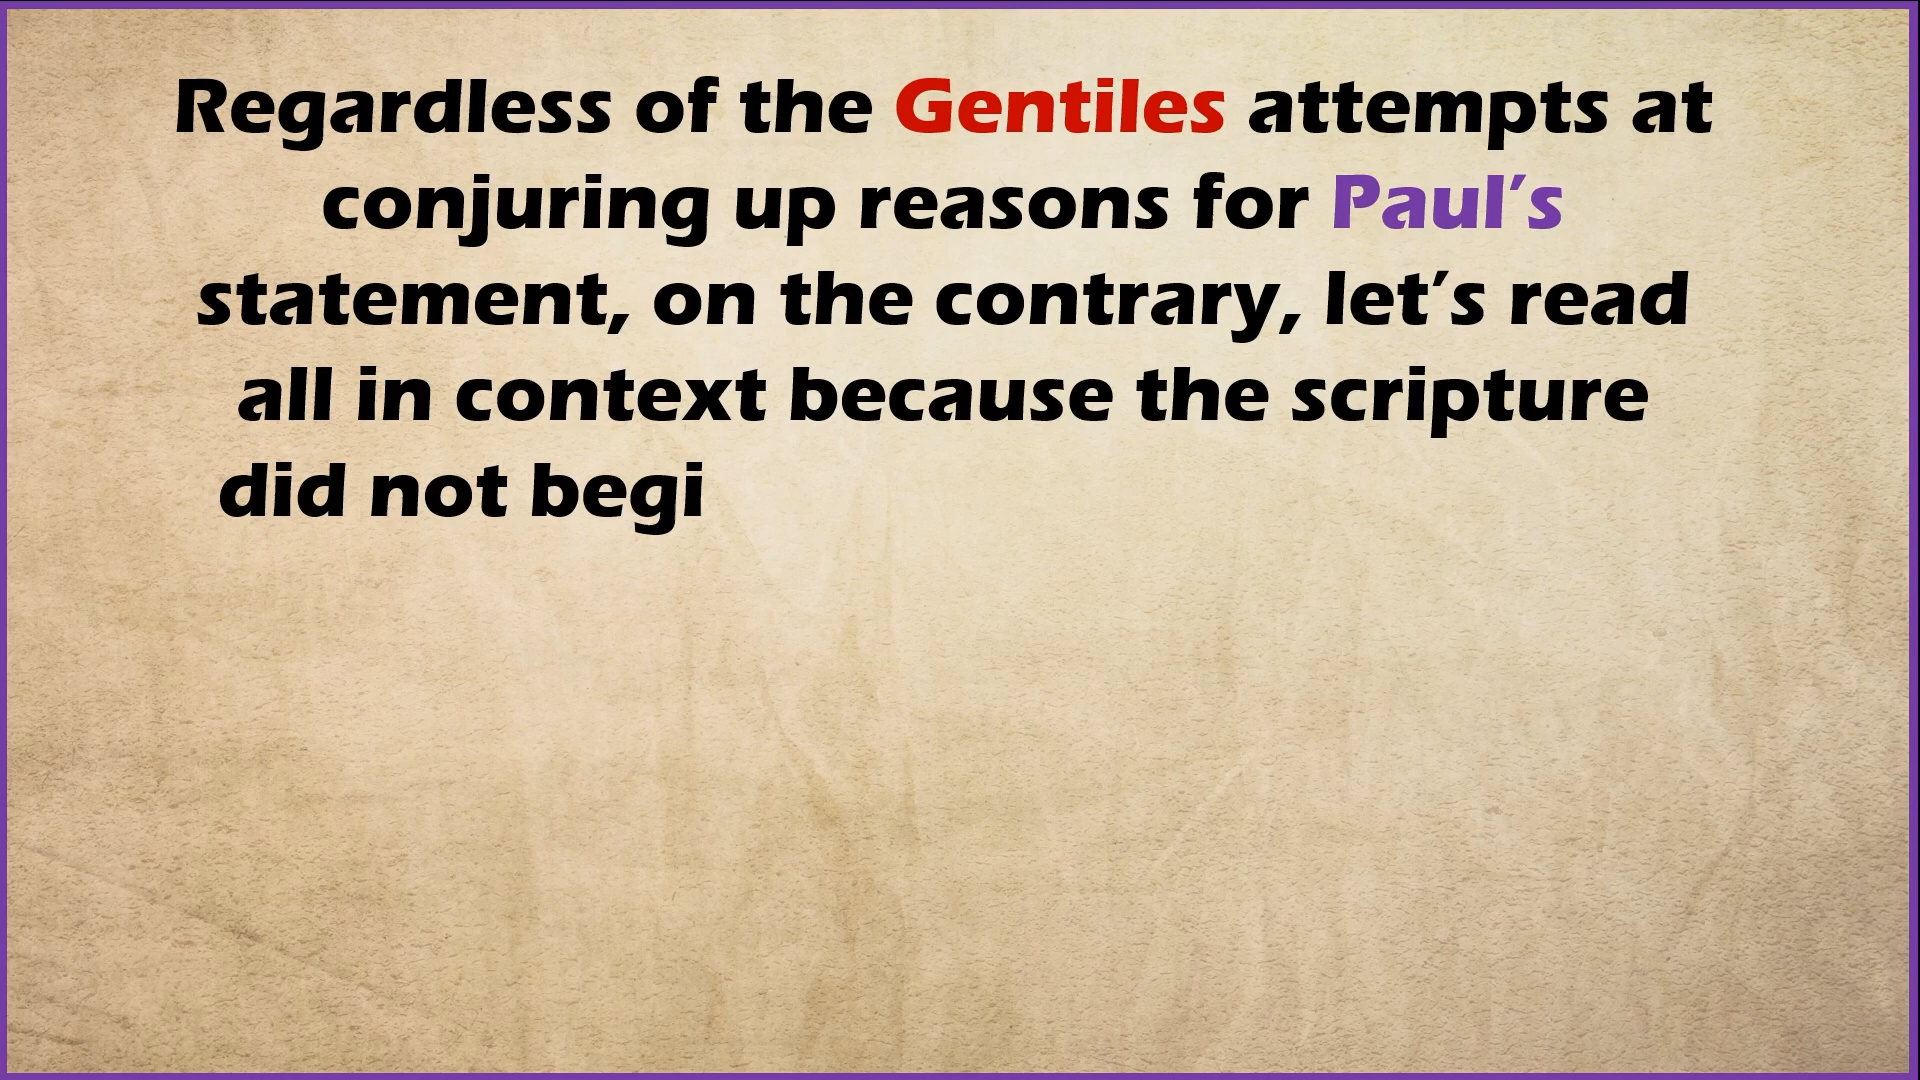 Regardless of the Gentiles attempts at
conjuring up reasons for Paul’s
statement, on the contrary, let’s read
all in context because the scripture
did not begi